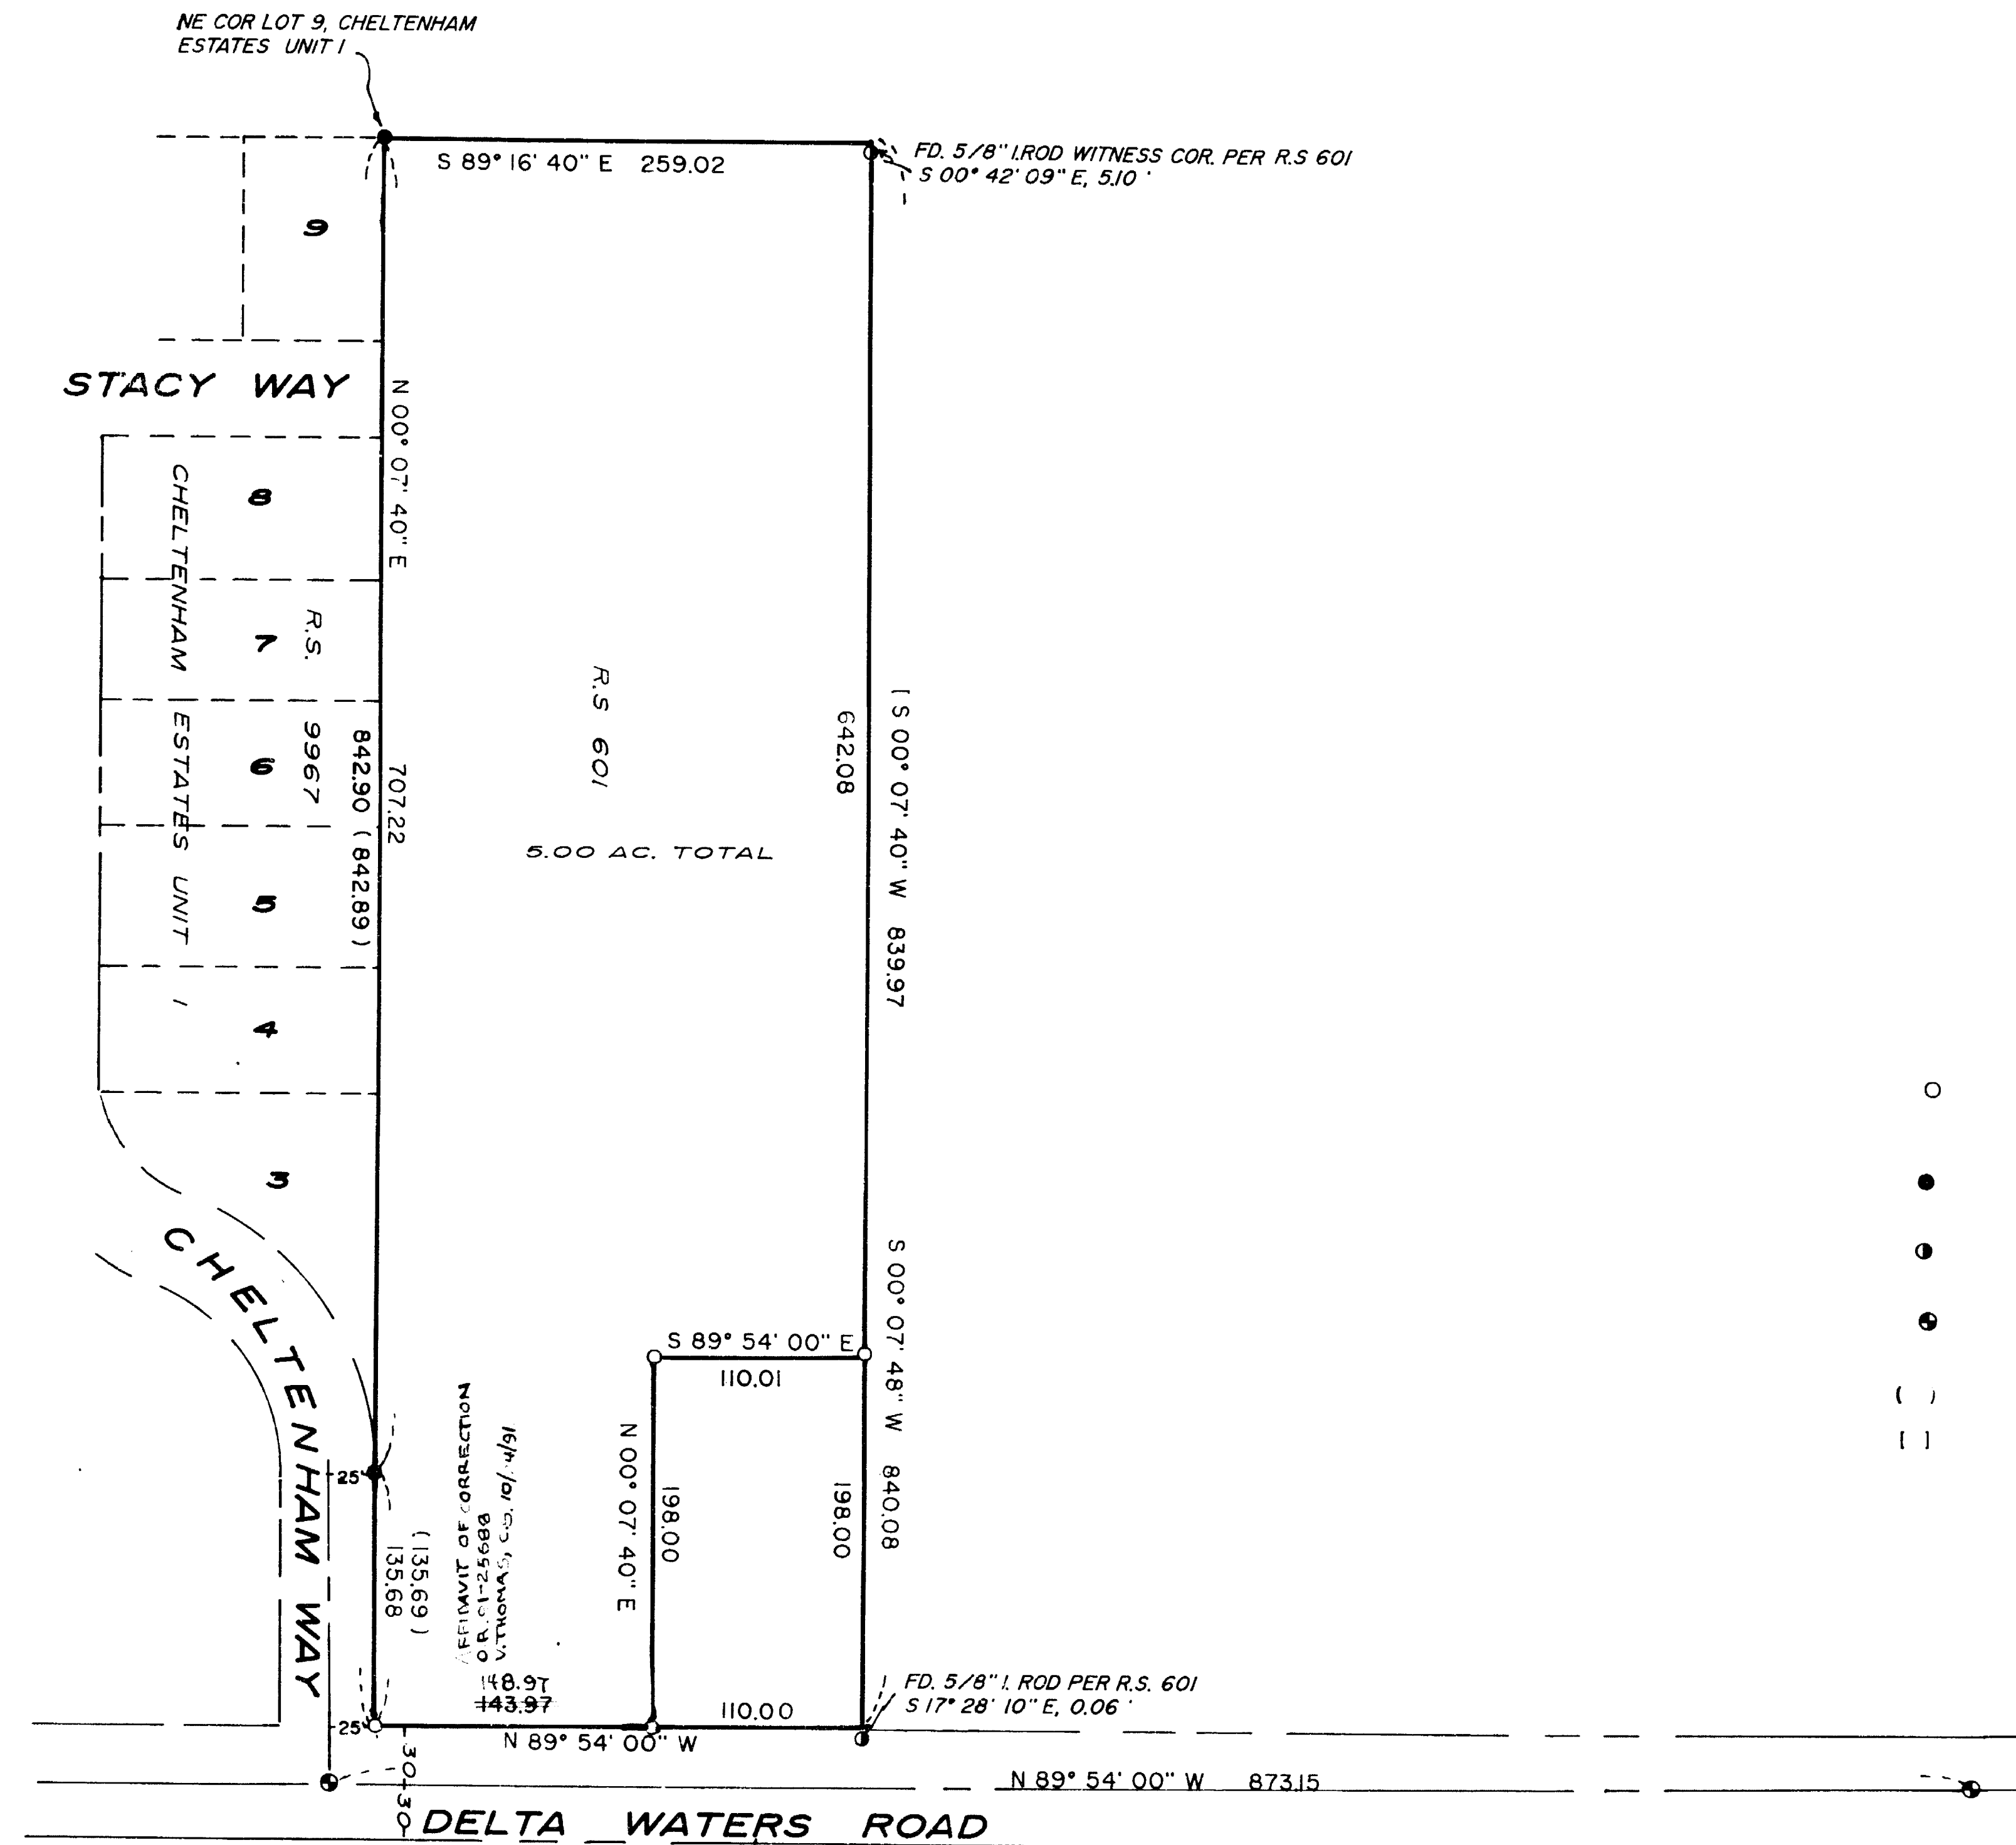 NE COR LOT 9, CHELTENHAM
ESTATES UNIT 1
S 89° 16' 40" E 259.02
FD. 5/8" I.ROD WITNESS COR. PER R.S 601
S 00° 42' 09" E, 5.10 '
9
STACY WAY
N 00° 07' 40" E
8
CHELTENHAM ESTATES UNIT 1
7
R.S. 9967
6
5
4
3
842.90 (842.89)
707.22
R.S 601
5.00 AC. TOTAL
642.08
[S 00° 07' 40" W 839.97
S 00° 07' 48" W 840.08
S 89° 54' 00" E
110.01
N 00° 07' 40" E
198.00
198.00
CHELTENHAM WAY
25'
(135.69)
135.68
AFFIDAVIT OF CORRECTION
O.R. 91-25688
V. THOMAS, C.S.
148.97
143.97
110.00
25'
N 89° 54' 00" W
FD. 5/8" I. ROD PER R.S. 601
S 17° 28' 10" E, 0.06 '
30
30
N 89° 54' 00" W 873.15
DELTA WATERS ROAD
( )
[ ]